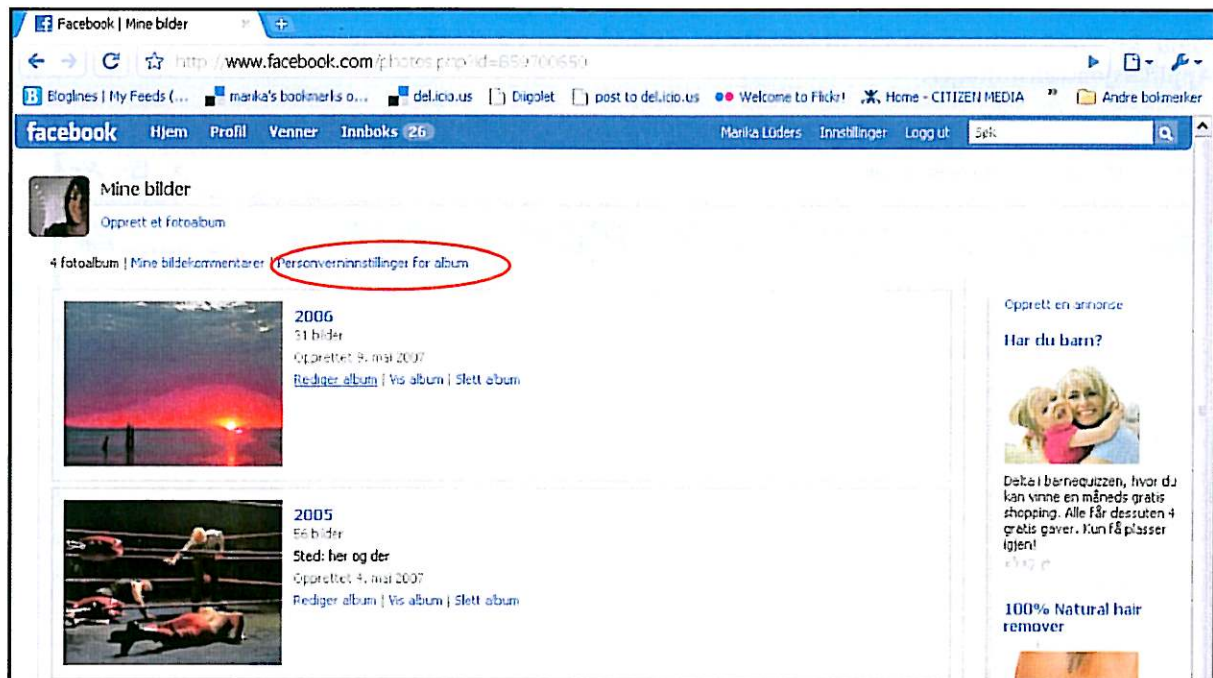 Facebook | Mine bilder
http://www.facebook.com/photos.php?id=659700650
Bloglines | My Feeds (... marika's bookmarks o... del.icio.us Diigolet post to del.icio.us Welcome to Flickr! Home - CITIZEN MEDIA » Andre bokmerker
facebook Hjem Profil Venner Innboks 26 Marika Lüders Innstillinger Logg ut Søk
Mine bilder
Opprett et fotoalbum
4 fotoalbum | Mine bildekommentarer | Personverninnstillinger for album
2006
31 bilder
Opprettet 9. mai 2007
Rediger album | Vis album | Slett album
2005
56 bilder
Sted: her og der
Opprettet 4. mai 2007
Rediger album | Vis album | Slett album
Opprett en annonse
Har du barn?
Delta i barnequizzen, hvor du
kan vinne en måneds gratis
shopping. Alle får dessuten 4
gratis gaver. Kun få plasser
igjen!
100% Natural hair
remover